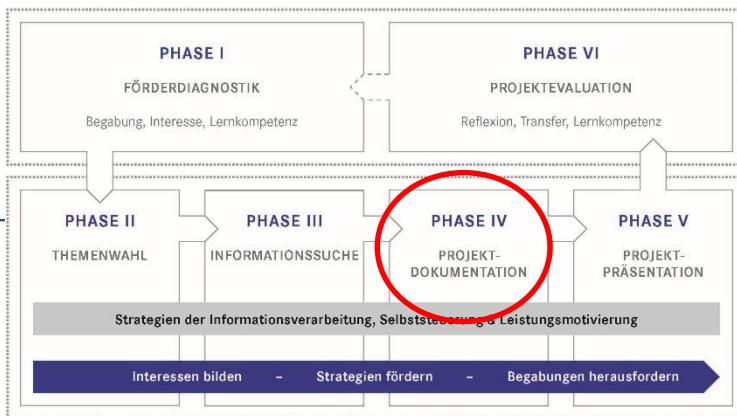 PHASE I
FÖRDERDIAGNOSTIK
Begabung, Interesse, Lernkompetenz
PHASE VI
PROJEKTEVALUATION
Reflexion, Transfer, Lernkompetenz
PHASE II
THEMENWAHL
PHASE III
INFORMATIONSSUCHE
PHASE IV
PROJEKT-
DOKUMENTATION
PHASE V
PROJEKT-
PRÄSENTATION
Strategien der Informationsverarbeitung, Selbststeuerung & Leistungsmotivierung
Interessen bilden – Strategien fördern – Begabungen herausfordern